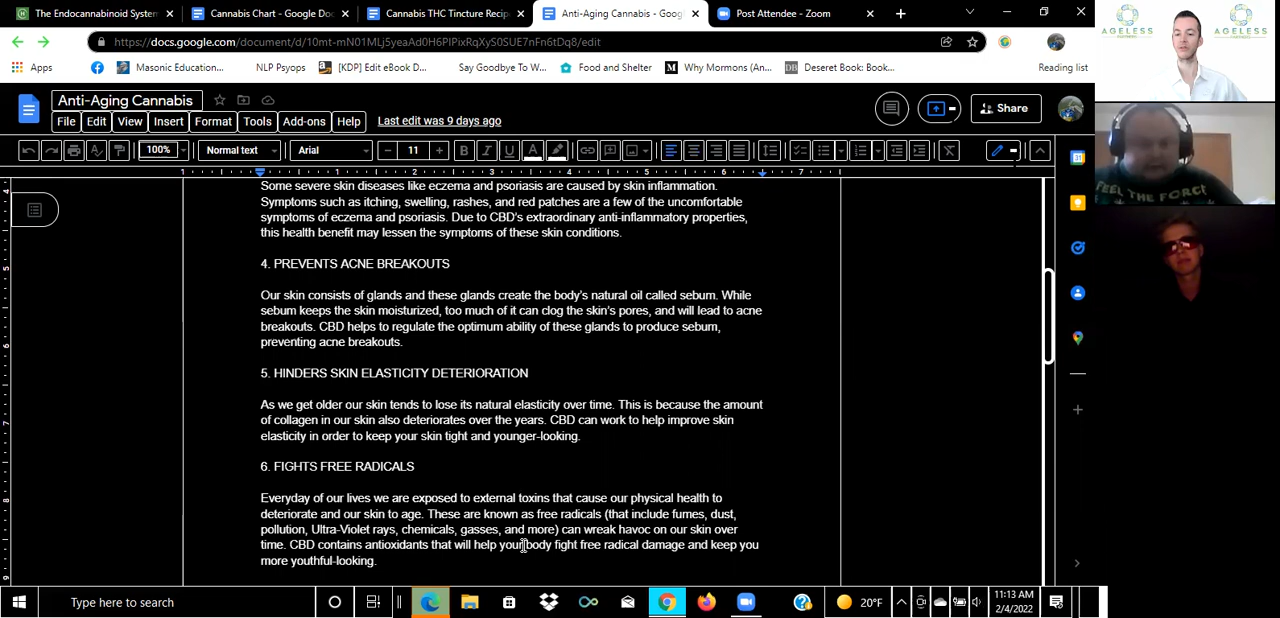 The Endocannabinoid System
Cannabis Chart - Google Doc
Cannabis THC Tincture Recip
Anti-Aging Cannabis - Goog
Post Attendee - Zoom
https://docs.google.com/document/d/10mt-mN01MLj5yeaAd0H6PIPixRqXyS0SUE7nFn6tDq8/edit
Apps
Masonic Education...
NLP Psyops
[KDP] Edit eBook D...
Say Goodbye To W...
Food and Shelter
Why Mormons (An...
Deseret Book: Book...
Reading list
AGELESS
AGELESS
Anti-Aging Cannabis
File Edit View Insert Format Tools Add-ons Help Last edit was 9 days ago
Share
100% Normal text Arial 11
Some severe skin diseases like eczema and psoriasis are caused by skin inflammation.
Symptoms such as itching, swelling, rashes, and red patches are a few of the uncomfortable
symptoms of eczema and psoriasis. Due to CBD's extraordinary anti-inflammatory properties,
this health benefit may lessen the symptoms of these skin conditions.
4. PREVENTS ACNE BREAKOUTS
Our skin consists of glands and these glands create the body's natural oil called sebum. While
sebum keeps the skin moisturized, too much of it can clog the skin's pores, and will lead to acne
breakouts. CBD helps to regulate the optimum ability of these glands to produce sebum,
preventing acne breakouts.
5. HINDERS SKIN ELASTICITY DETERIORATION
As we get older our skin tends to lose its natural elasticity over time. This is because the amount
of collagen in our skin also deteriorates over the years. CBD can work to help improve skin
elasticity in order to keep your skin tight and younger-looking.
6. FIGHTS FREE RADICALS
Everyday of our lives we are exposed to external toxins that cause our physical health to
deteriorate and our skin to age. These are known as free radicals (that include fumes, dust,
pollution, Ultra-Violet rays, chemicals, gasses, and more) can wreak havoc on our skin over
time. CBD contains antioxidants that will help your body fight free radical damage and keep you
more youthful-looking.
FEEL THE FORCE
Type here to search
20°F
11:13 AM
2/4/2022